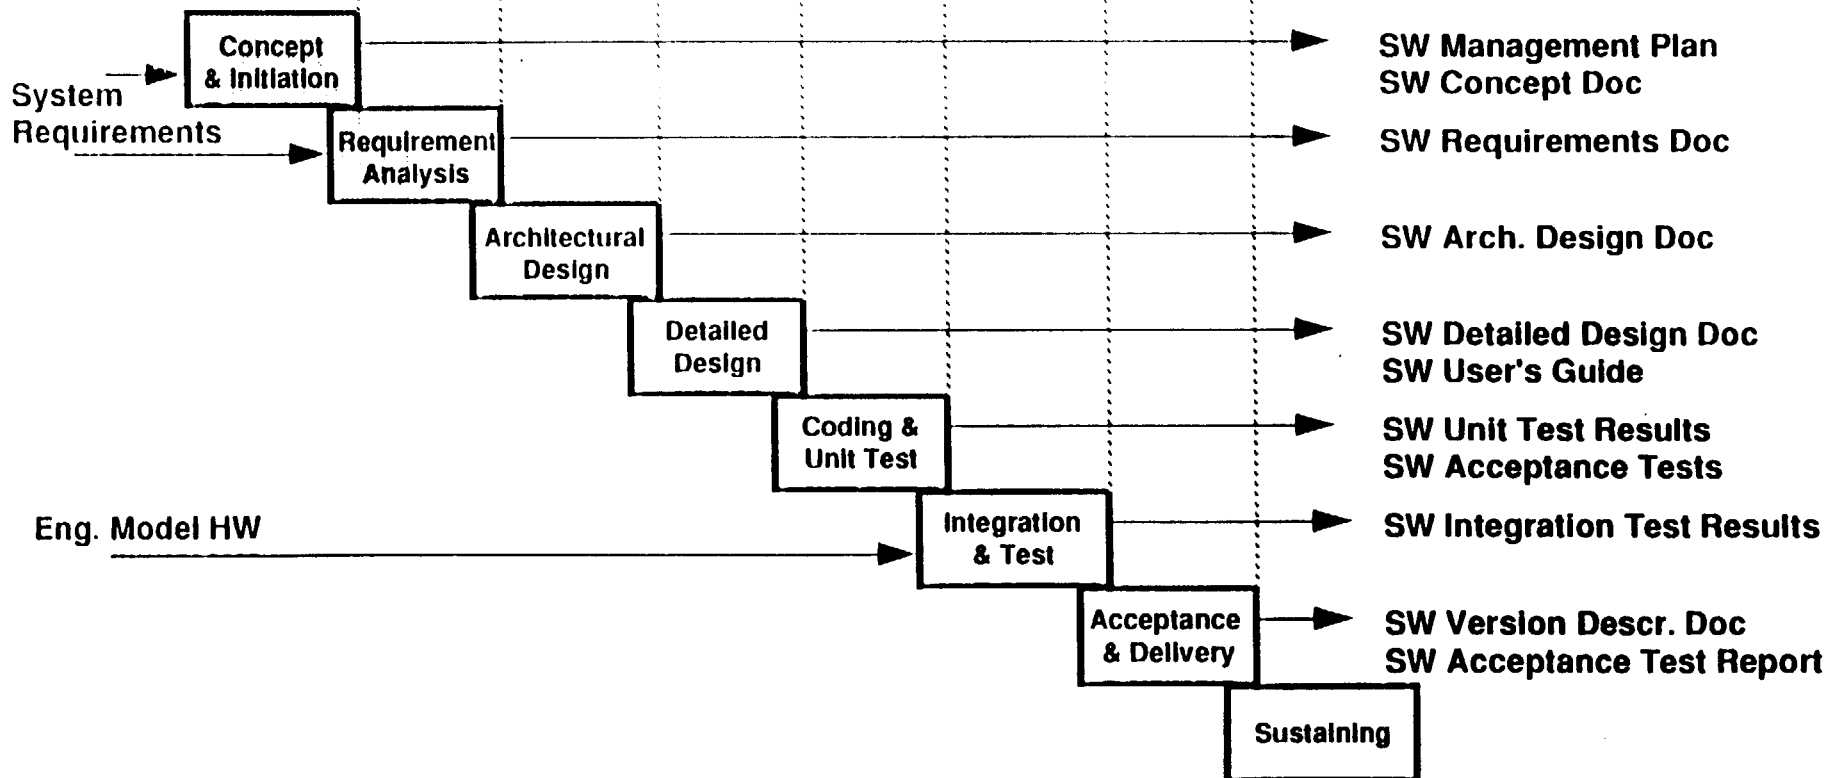 Concept
& Initiation
SW Management Plan
SW Concept Doc
System
Requirements
Requirement
Analysis
SW Requirements Doc
Architectural
Design
SW Arch. Design Doc
Detailed
Design
SW Detailed Design Doc
SW User's Guide
Coding &
Unit Test
SW Unit Test Results
SW Acceptance Tests
Eng. Model HW
Integration
& Test
SW Integration Test Results
Acceptance
& Delivery
SW Version Descr. Doc
SW Acceptance Test Report
Sustaining